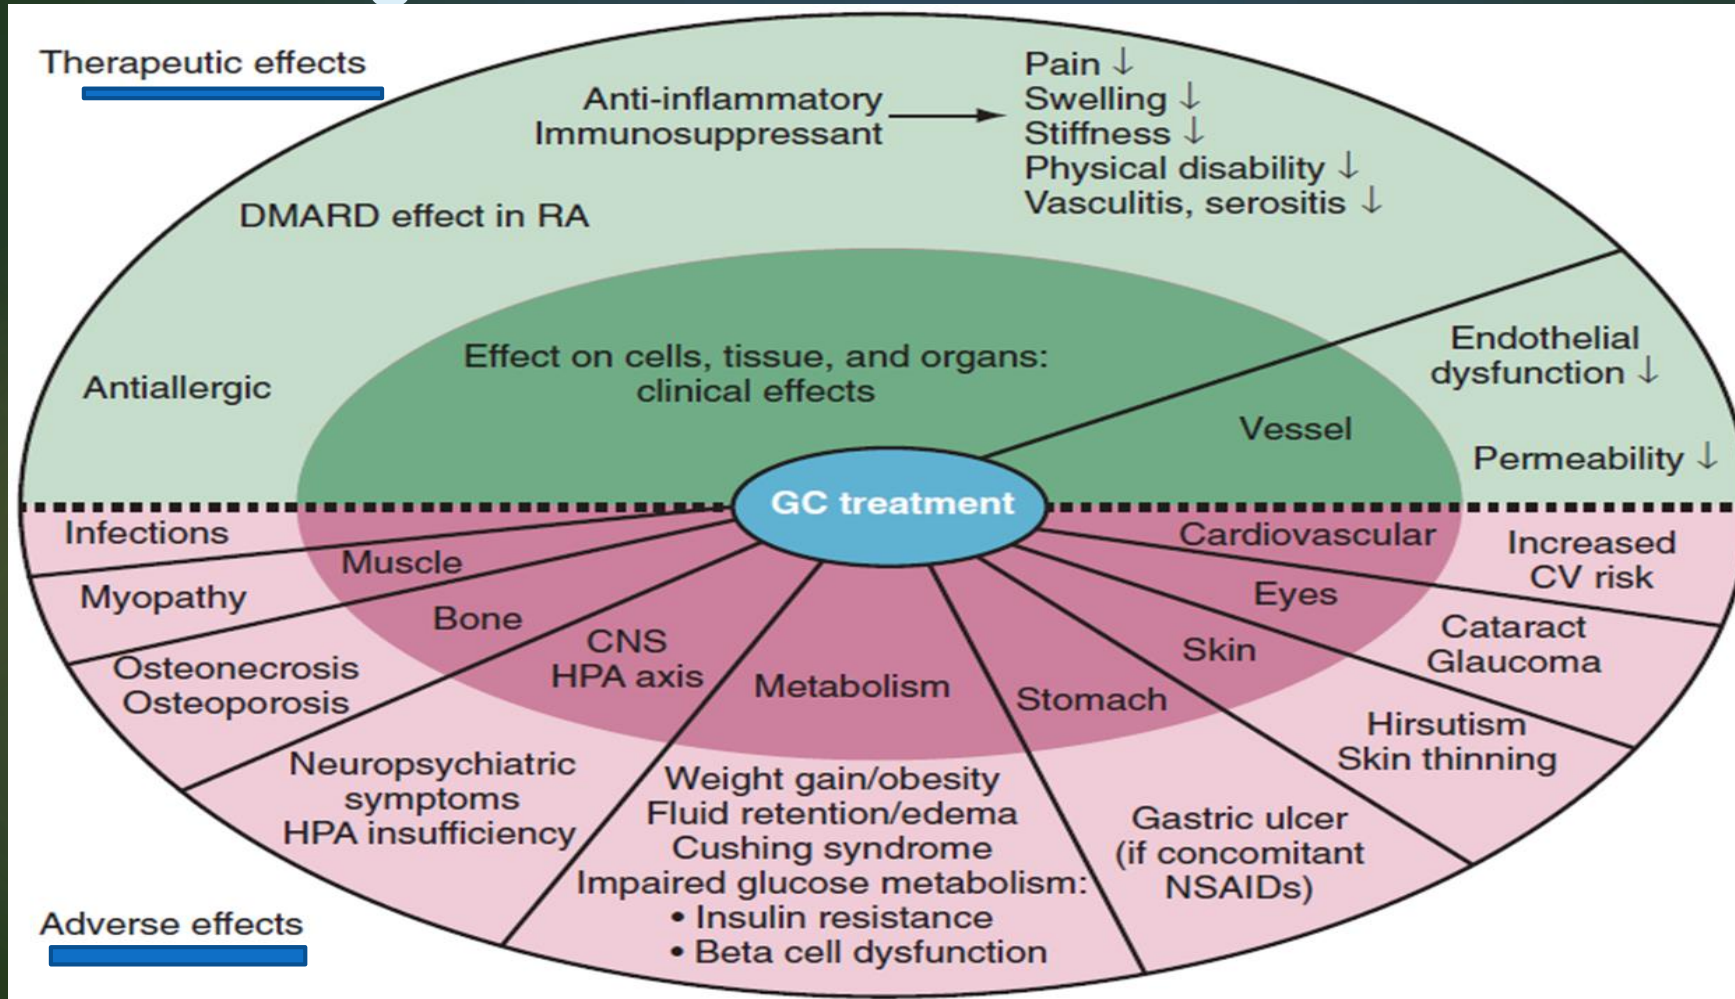 Therapeutic effects
Anti-inflammatory
Immunosuppressant
Pain ↓
Swelling ↓
Stiffness ↓
Physical disability ↓
Vasculitis, serositis ↓
DMARD effect in RA
Antiallergic
Effect on cells, tissue, and organs:
clinical effects
Endothelial
dysfunction ↓
Vessel
Permeability ↓
GC treatment
Infections
Muscle
Myopathy
Bone
Osteonecrosis
Osteoporosis
CNS
HPA axis
Neuropsychiatric
symptoms
HPA insufficiency
Metabolism
Weight gain/obesity
Fluid retention/edema
Cushing syndrome
Impaired glucose metabolism:
• Insulin resistance
• Beta cell dysfunction
Stomach
Gastric ulcer
(if concomitant
NSAIDs)
Skin
Hirsutism
Skin thinning
Eyes
Cataract
Glaucoma
Cardiovascular
Increased
CV risk
Adverse effects